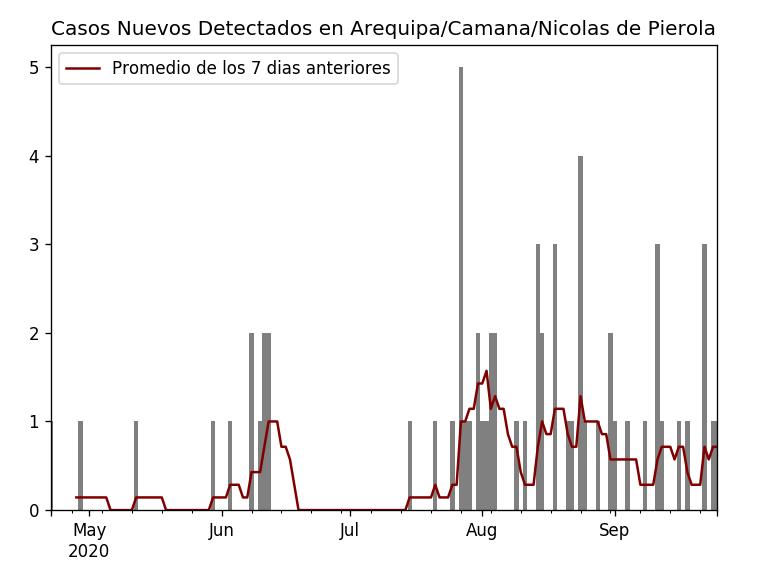 Casos Nuevos Detectados en Arequipa/Camana/Nicolas de Pierola
Promedio de los 7 dias anteriores
5
4
3
2
1
0
May Jun Jul Aug Sep
2020